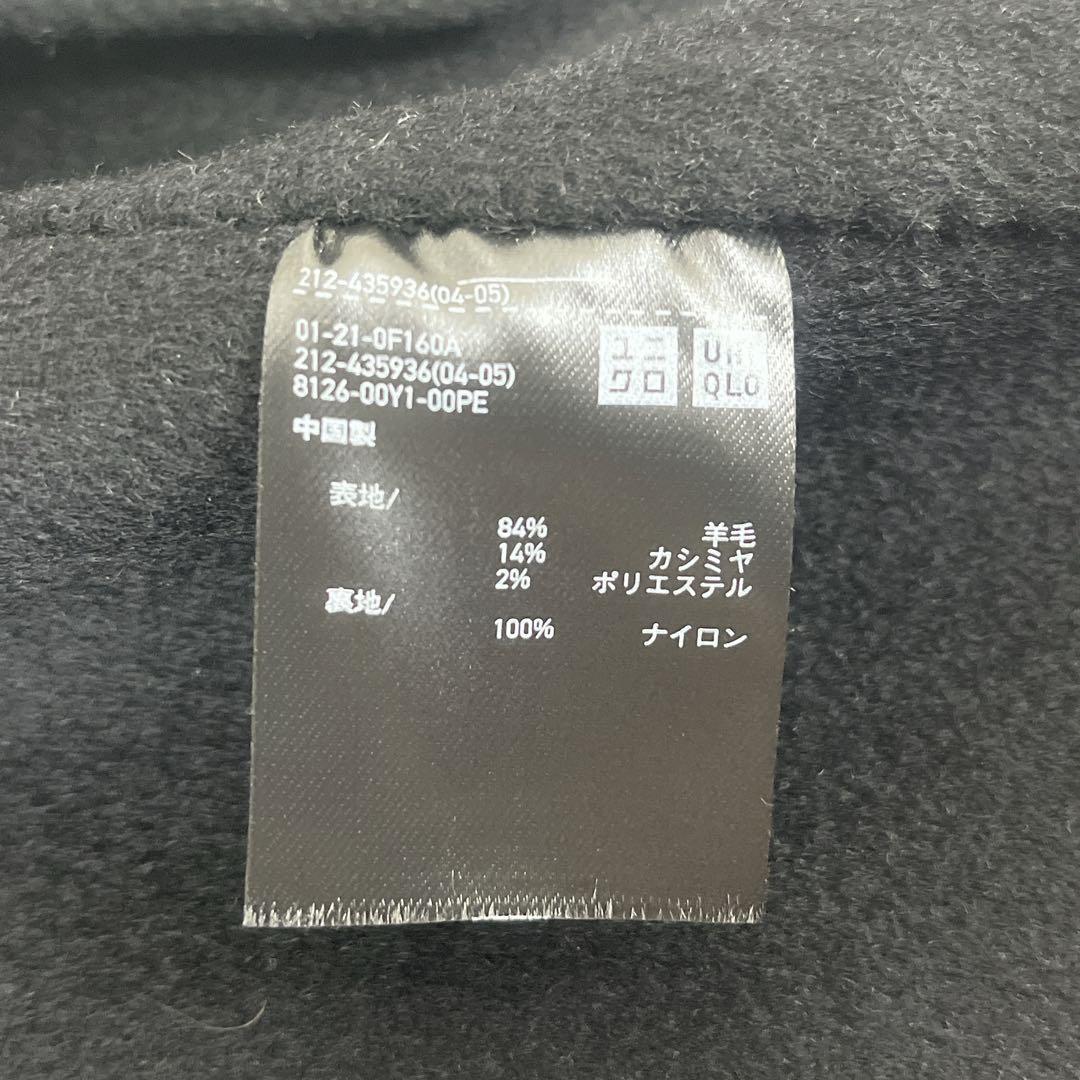 212-435936(04-05)
01-21-0F160A
212-435936(04-05)
8126-00Y1-00PE
ユニ
クロ
UNI
QLO
中国製
表地/
84% 羊毛
14% カシミヤ
2% ポリエステル
裏地/
100% ナイロン